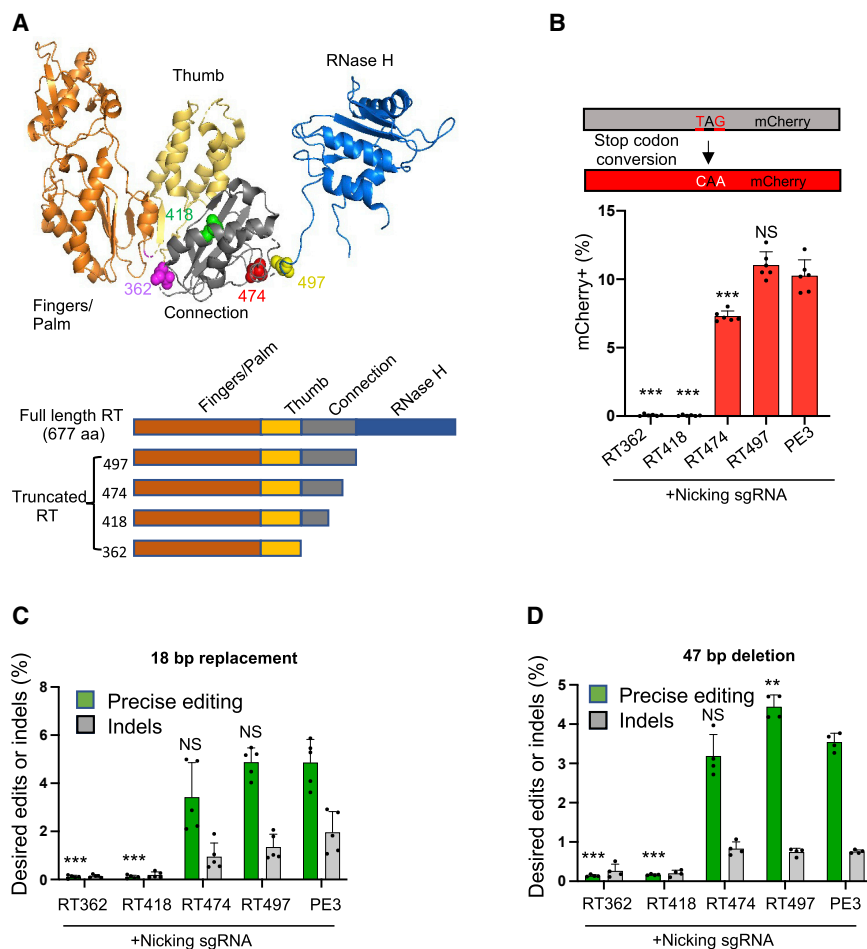 A
Thumb
RNase H
418
362
474
497
Fingers/
Palm
Connection
Fingers/Palm
Thumb
Connection
RNase H
Full length RT
(677 aa)
497
474
418
362
Truncated
RT
B
TAG
mCherry
Stop codon
conversion
CAA
mCherry
mCherry+ (%)
15
10
5
0
***
***
***
NS
RT362
RT418
RT474
RT497
PE3
+Nicking sgRNA
C
18 bp replacement
Desired edits or indels (%)
8
6
4
2
0
Precise editing
Indels
***
***
NS
NS
RT362
RT418
RT474
RT497
PE3
+Nicking sgRNA
D
47 bp deletion
Desired edits or indels (%)
5
4
3
2
1
0
Precise editing
Indels
***
***
NS
**
RT362
RT418
RT474
RT497
PE3
+Nicking sgRNA